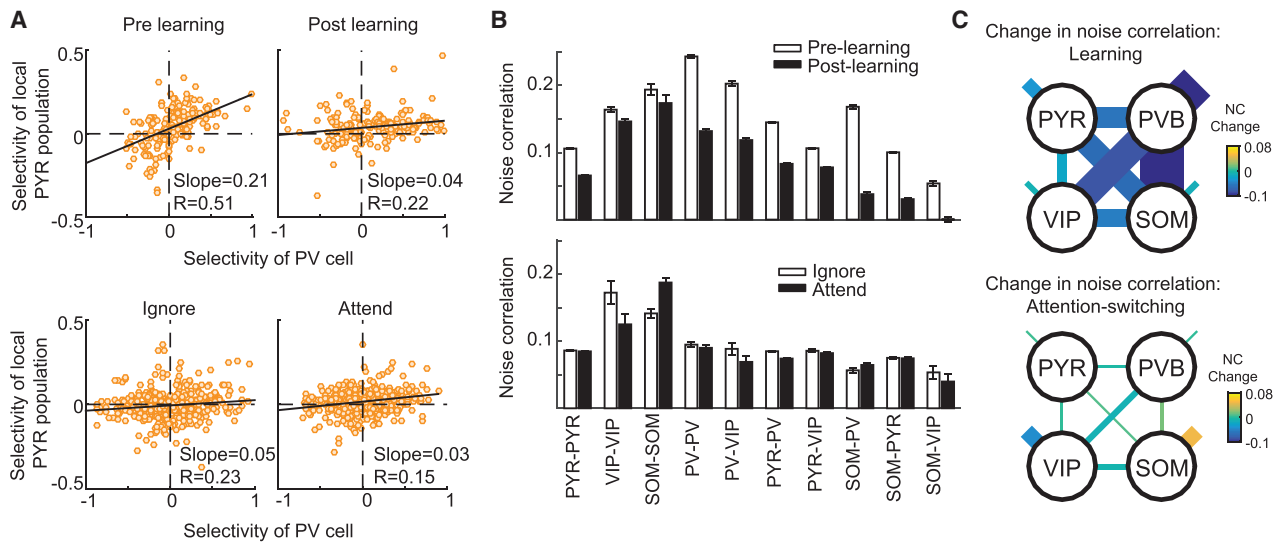 A
Pre learning
Post learning
0.5
0
-0.5
Selectivity of local
PYR population
Slope=0.21
R=0.51
Slope=0.04
R=0.22
-1
0
1
-1
0
1
Selectivity of PV cell
Ignore
Attend
0.5
0
-0.5
Selectivity of local
PYR population
Slope=0.05
R=0.23
Slope=0.03
R=0.15
-1
0
1
-1
0
1
Selectivity of PV cell
B
Noise correlation
0.2
0.1
Pre-learning
Post-learning
Noise correlation
0.2
0.1
Ignore
Attend
PYR-PYR
VIP-VIP
SOM-SOM
PV-PV
PV-VIP
PYR-PV
PYR-VIP
SOM-PV
SOM-PYR
SOM-VIP
C
Change in noise correlation:
Learning
PYR
PVB
VIP
SOM
NC
Change
0.08
-0.1
Change in noise correlation:
Attention-switching
PYR
PVB
VIP
SOM
NC
Change
0.08
-0.1